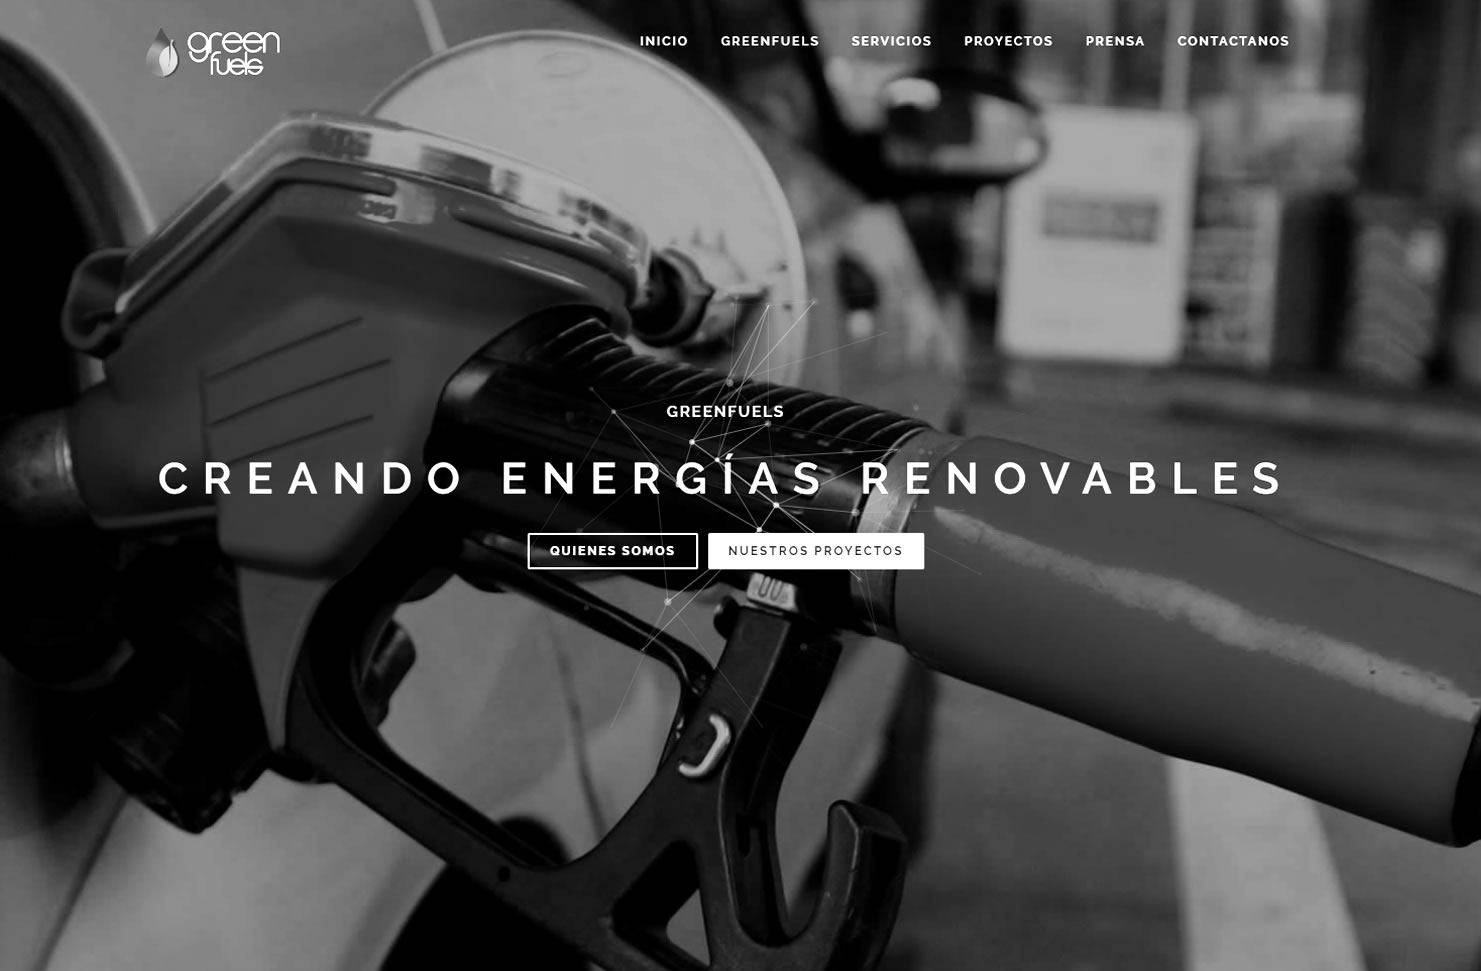 green
fuels
INICIO GREENFUELS SERVICIOS PROYECTOS PRENSA CONTACTANOS
GREENFUELS
CREANDO ENERGÍAS RENOVABLES
QUIENES SOMOS NUESTROS PROYECTOS